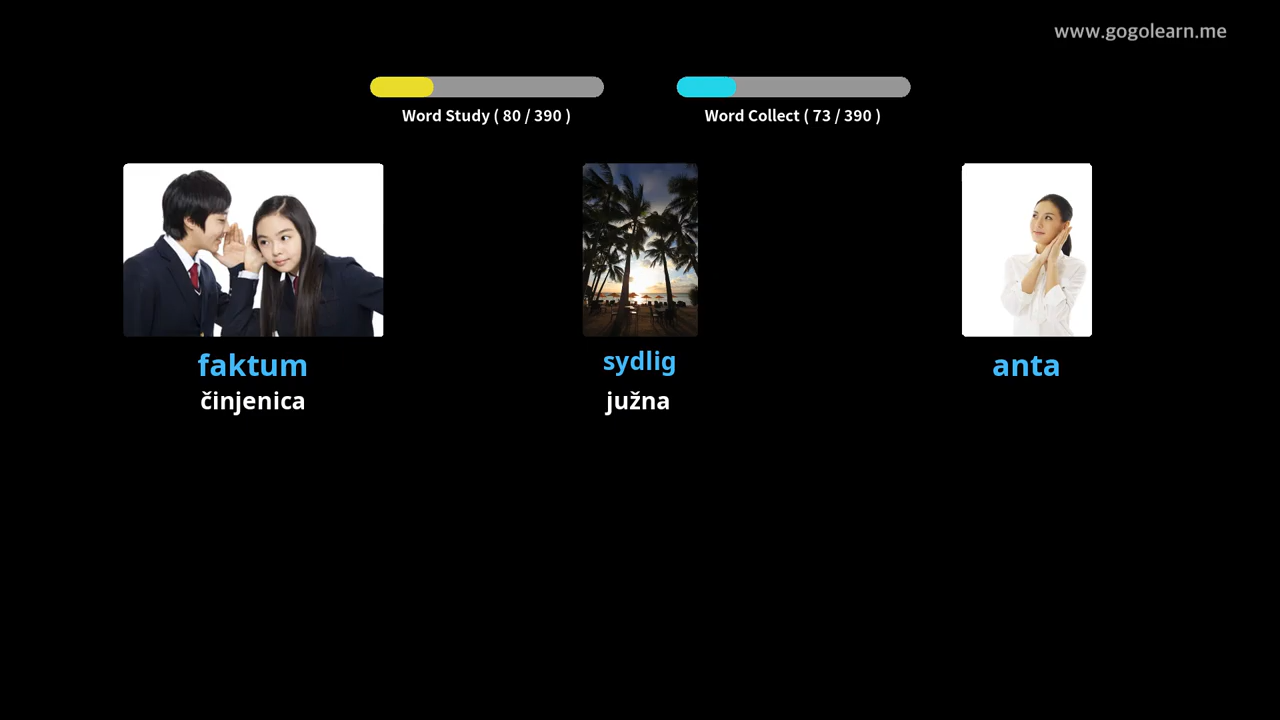 www.gogolearn.me
Word Study ( 80 / 390 )
Word Collect ( 73 / 390 )
faktum
sydlig
anta
činjenica
južna